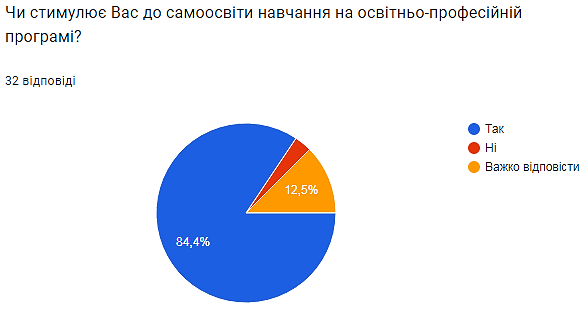 Чи стимулює Вас до самоосвіти навчання на освітньо-професійній
програмі?
32 відповіді
Так
Ні
Важко відповісти
12,5%
84,4%